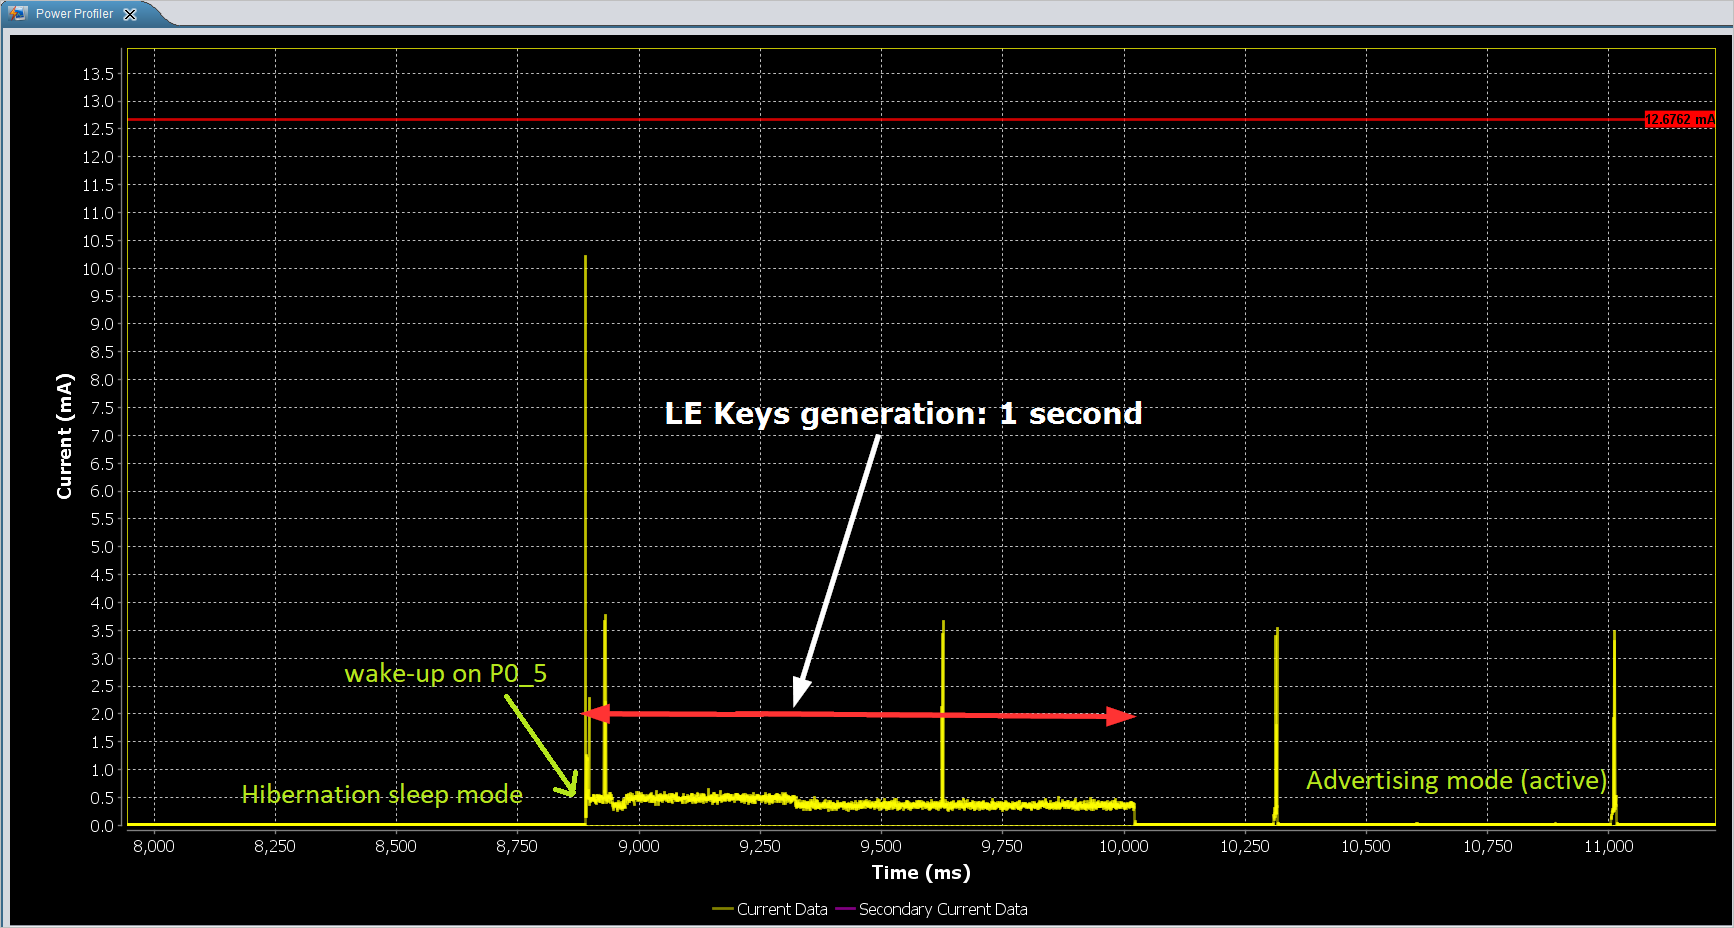 Power Profiler
13.5
13.0
12.5
12.0
11.5
11.0
10.5
10.0
9.5
9.0
8.5
8.0
7.5
7.0
6.5
6.0
5.5
5.0
4.5
4.0
3.5
3.0
2.5
2.0
1.5
1.0
0.5
0.0
Current (mA)
12.6762 mA
LE Keys generation: 1 second
wake-up on P0_5
Hibernation sleep mode
Advertising mode (active)
8,000 8,250 8,500 8,750 9,000 9,250 9,500 9,750 10,000 10,250 10,500 10,750 11,000
Time (ms)
Current Data Secondary Current Data